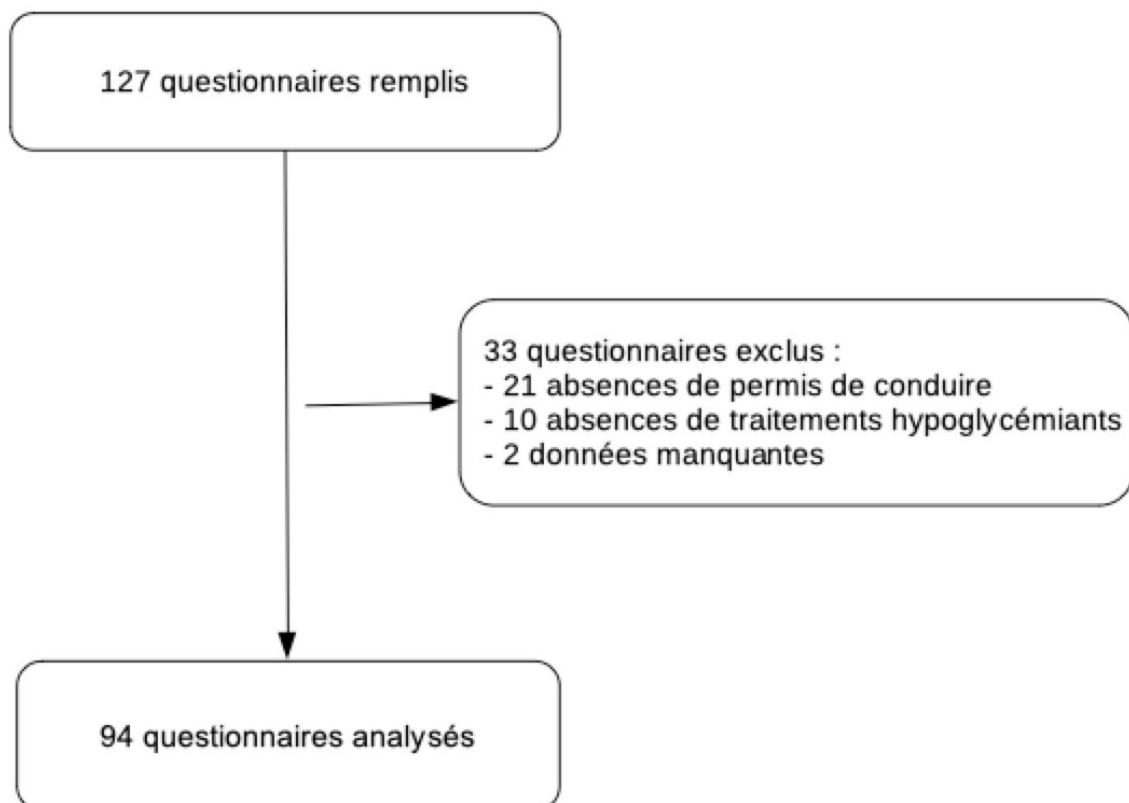 127 questionnaires remplis
33 questionnaires exclus :
- 21 absences de permis de conduire
- 10 absences de traitements hypoglycémiants
- 2 données manquantes
94 questionnaires analysés